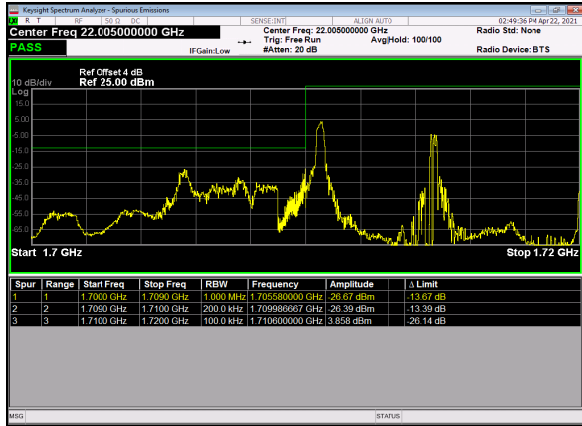 Keysight Spectrum Analyzer - Spurious Emissions
R T RF 50 Ω DC SENSE:INT ALIGN AUTO 02:49:36 PM Apr 22, 2021
Center Freq 22.005000000 GHz Center Freq: 22.005000000 GHz Radio Std: None
Trig: Free Run Avg|Hold: 100/100
PASS IFGain:Low #Atten: 20 dB Radio Device: BTS
Ref Offset 4 dB
10 dB/div Ref 25.00 dBm
Log
15.0
5.00
-5.00
-15.0
-25.0
-35.0
-45.0
-55.0
-65.0
Start 1.7 GHz Stop 1.72 GHz
Spur Range Start Freq Stop Freq RBW Frequency Amplitude Δ Limit
1 1 1.7000 GHz 1.7090 GHz 1.000 MHz 1.705580000 GHz -26.67 dBm -13.67 dB
2 2 1.7090 GHz 1.7100 GHz 200.0 kHz 1.709986667 GHz -26.39 dBm -13.39 dB
3 3 1.7100 GHz 1.7200 GHz 100.0 kHz 1.710600000 GHz 3.858 dBm -26.14 dB
MSG STATUS